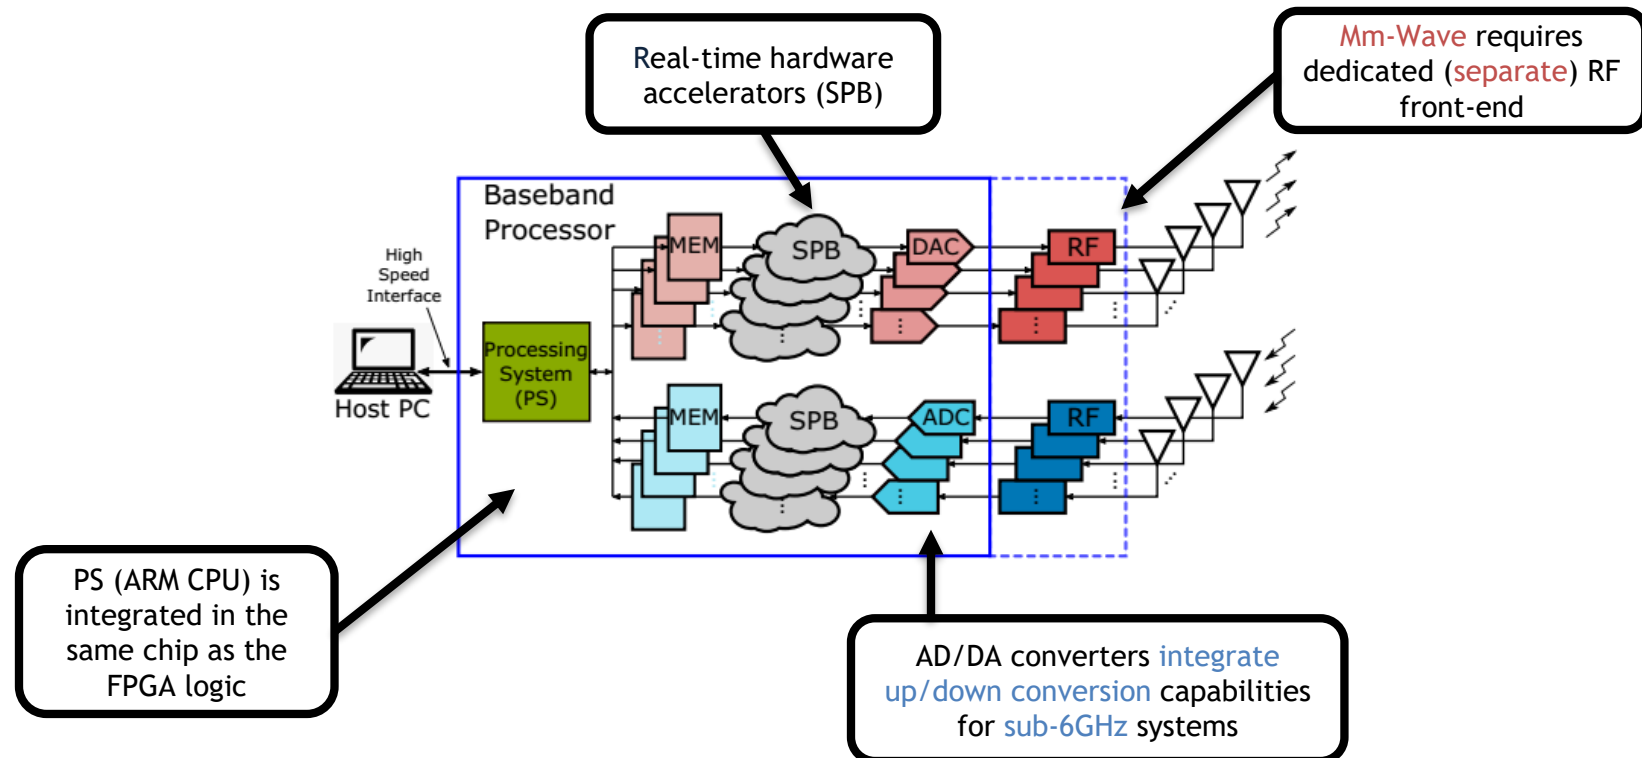 Real-time hardware
accelerators (SPB)
Mm-Wave requires
dedicated (separate) RF
front-end
Baseband
Processor
High
Speed
Interface
MEM
SPB
DAC
RF
Processing
System
(PS)
Host PC
MEM
SPB
ADC
RF
PS (ARM CPU) is
integrated in the
same chip as the
FPGA logic
AD/DA converters integrate
up/down conversion capabilities
for sub-6GHz systems